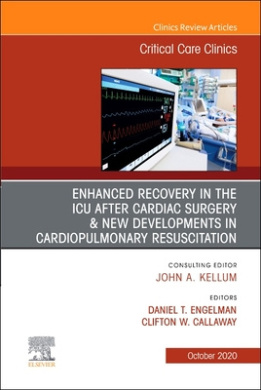 Clinics Review Articles
Critical Care Clinics
ENHANCED RECOVERY IN THE
ICU AFTER CARDIAC SURGERY
& NEW DEVELOPMENTS IN
CARDIOPULMONARY RESUSCITATION
CONSULTING EDITOR
JOHN A. KELLUM
EDITORS
DANIEL T. ENGELMAN
CLIFTON W. CALLAWAY
ELSEVIER
October 2020